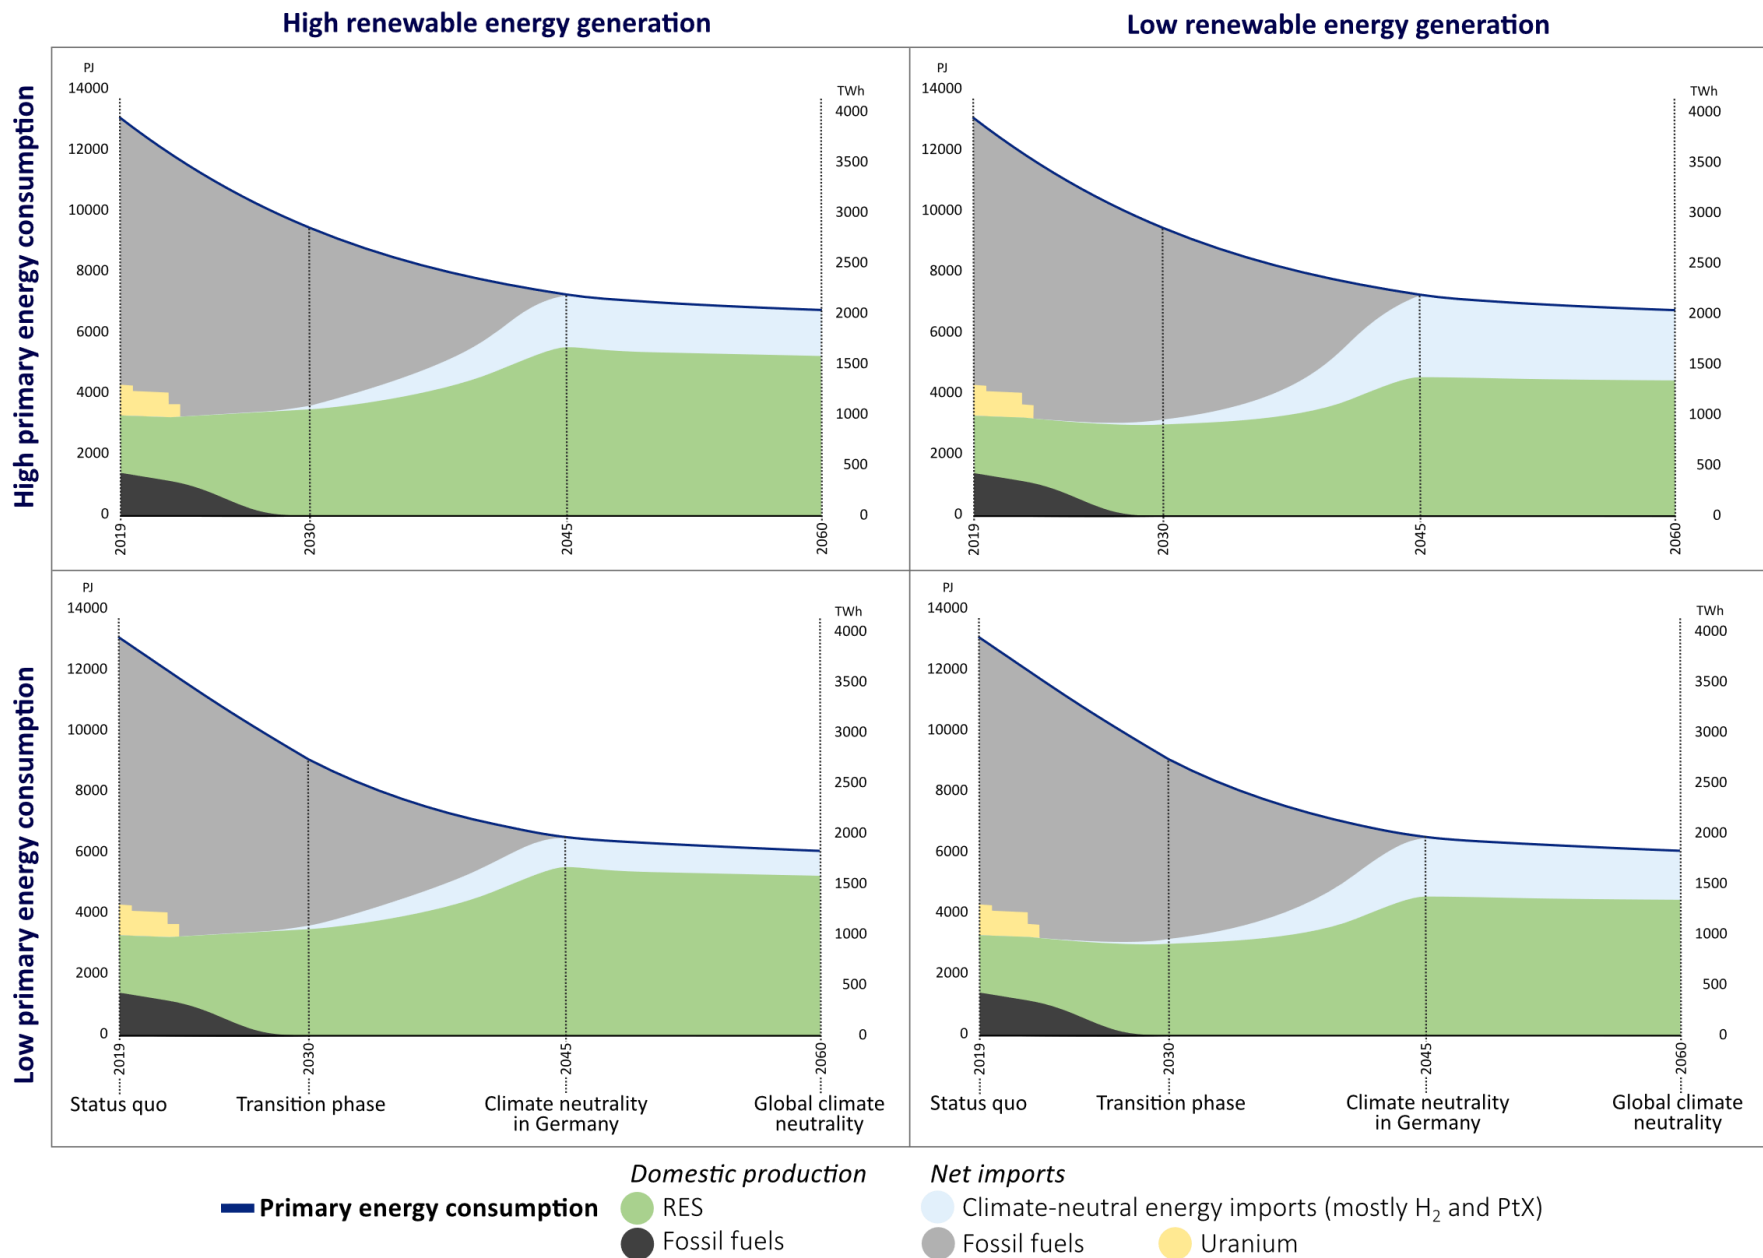 High renewable energy generation
Low renewable energy generation
High primary energy consumption
PJ
14000
12000
10000
8000
6000
4000
2000
0
TWh
4000
3500
3000
2500
2000
1500
1000
500
0
2019
2030
2045
2060
PJ
14000
12000
10000
8000
6000
4000
2000
0
TWh
4000
3500
3000
2500
2000
1500
1000
500
0
2019
2030
2045
2060
Low primary energy consumption
PJ
14000
12000
10000
8000
6000
4000
2000
0
TWh
4000
3500
3000
2500
2000
1500
1000
500
0
2019
2030
2045
2060
Status quo
Transition phase
Climate neutrality
in Germany
Global climate
neutrality
PJ
14000
12000
10000
8000
6000
4000
2000
0
TWh
4000
3500
3000
2500
2000
1500
1000
500
0
2019
2030
2045
2060
Status quo
Transition phase
Climate neutrality
in Germany
Global climate
neutrality
Primary energy consumption
Domestic production
RES
Fossil fuels
Net imports
Climate-neutral energy imports (mostly H₂ and PtX)
Fossil fuels
Uranium